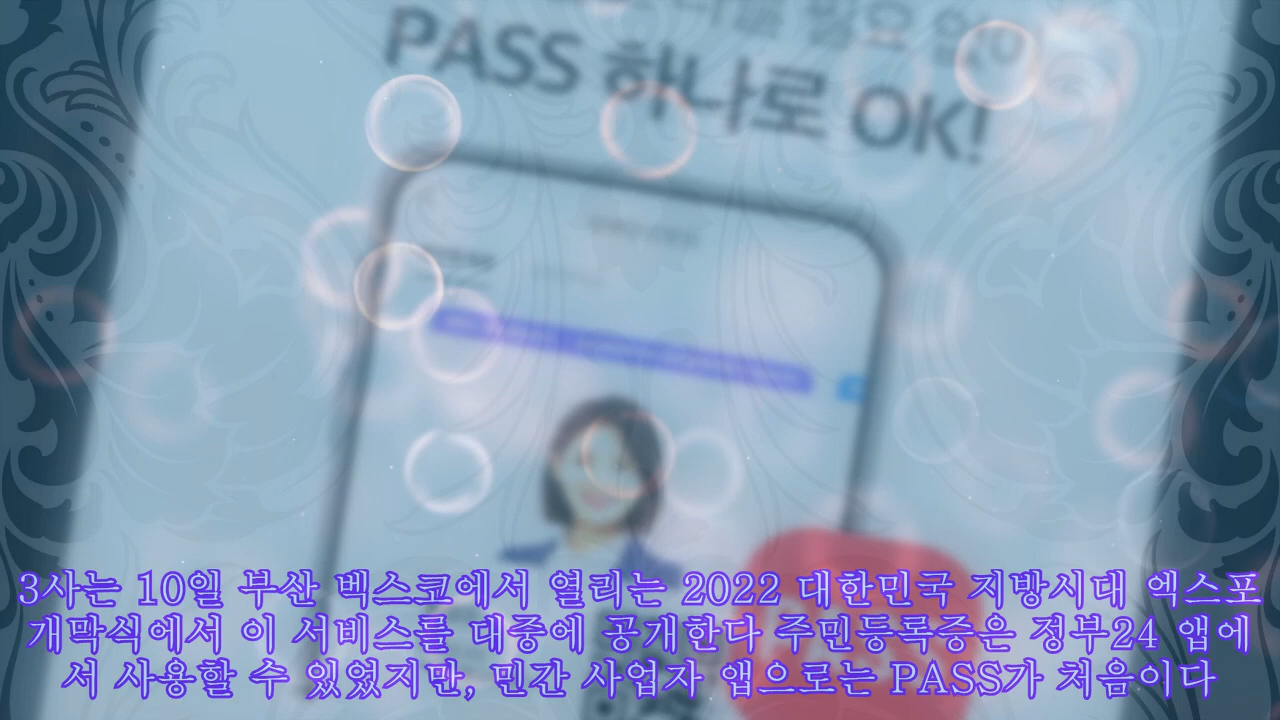 필요 없이
PASS 하나로 OK!
3사는 10일 부산 벡스코에서 열리는 2022 대한민국 지방시대 엑스포
개막식에서 이 서비스를 대중에 공개한다 주민등록증은 정부24 앱에
서 사용할 수 있었지만, 민간 사업자 앱으로는 PASS가 처음이다